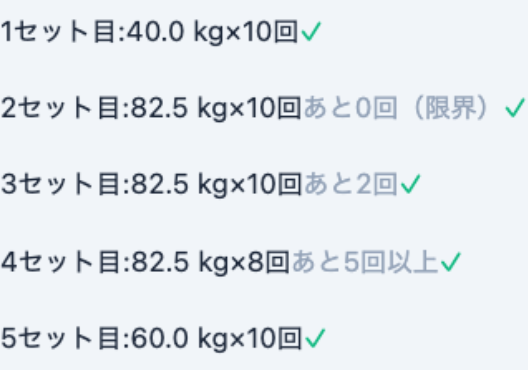 1セット目:40.0 kg×10回✓
2セット目:82.5 kg×10回あと0回（限界）✓
3セット目:82.5 kg×10回あと2回✓
4セット目:82.5 kg×8回あと5回以上✓
5セット目:60.0 kg×10回✓